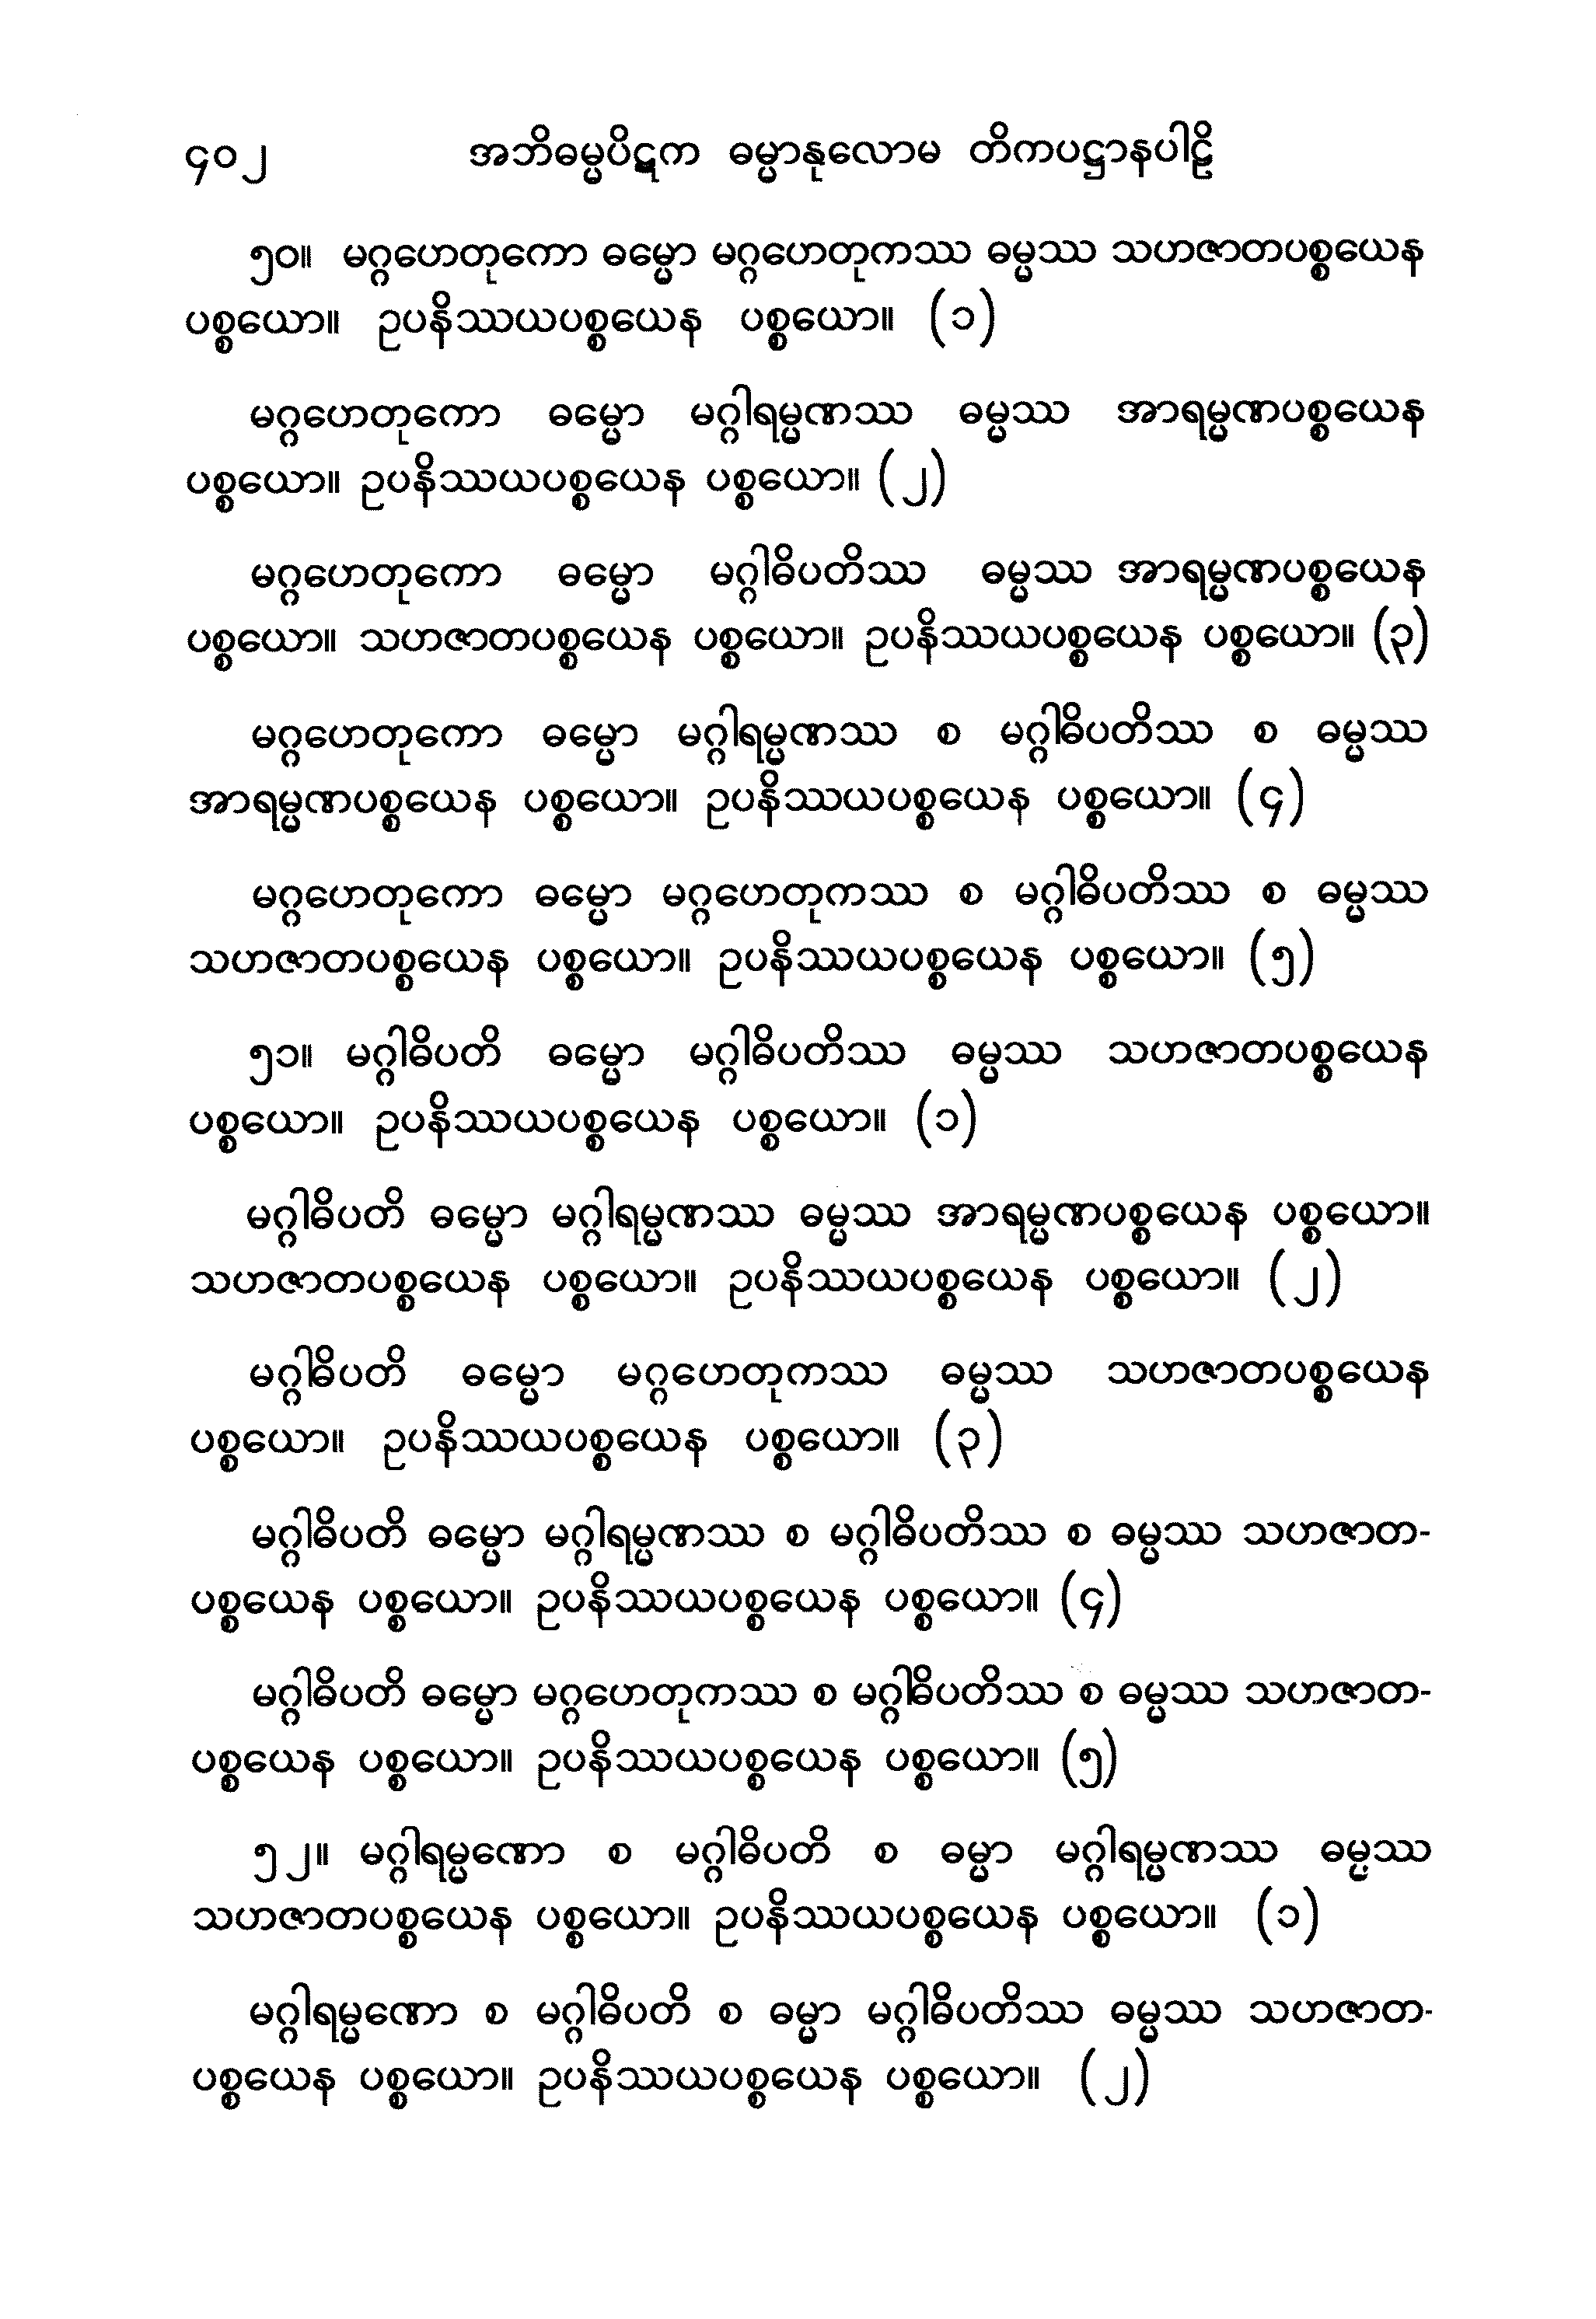 ၄၀၂ အဘိဓမ္မပိဋက ဓမ္မာနုလောမ တိကပဋ္ဌာနပါဠိ
၅၀။ မဂ္ဂဟေတုကော ဓမ္မော မဂ္ဂဟေတုကဿ ဓမ္မဿ သဟဇာတပစ္စယေန
ပစ္စယော။ ဥပနိဿယပစ္စယေန ပစ္စယော။ (၁)
မဂ္ဂဟေတုကော ဓမ္မော မဂ္ဂါရမ္မဏဿ ဓမ္မဿ အာရမ္မဏပစ္စယေန
ပစ္စယော။ ဥပနိဿယပစ္စယေန ပစ္စယော။ (၂)
မဂ္ဂဟေတုကော ဓမ္မော မဂ္ဂါဓိပတိဿ ဓမ္မဿ အာရမ္မဏပစ္စယေန
ပစ္စယော။ သဟဇာတပစ္စယေန ပစ္စယော။ ဥပနိဿယပစ္စယေန ပစ္စယော။ (၃)
မဂ္ဂဟေတုကော ဓမ္မော မဂ္ဂါရမ္မဏဿ စ မဂ္ဂါဓိပတိဿ စ ဓမ္မဿ
အာရမ္မဏပစ္စယေန ပစ္စယော။ ဥပနိဿယပစ္စယေန ပစ္စယော။ (၄)
မဂ္ဂဟေတုကော ဓမ္မော မဂ္ဂဟေတုကဿ စ မဂ္ဂါဓိပတိဿ စ ဓမ္မဿ
သဟဇာတပစ္စယေန ပစ္စယော။ ဥပနိဿယပစ္စယေန ပစ္စယော။ (၅)
၅၁။ မဂ္ဂါဓိပတိ ဓမ္မော မဂ္ဂါဓိပတိဿ ဓမ္မဿ သဟဇာတပစ္စယေန
ပစ္စယော။ ဥပနိဿယပစ္စယေန ပစ္စယော။ (၁)
မဂ္ဂါဓိပတိ ဓမ္မော မဂ္ဂါရမ္မဏဿ ဓမ္မဿ အာရမ္မဏပစ္စယေန ပစ္စယော။
သဟဇာတပစ္စယေန ပစ္စယော။ ဥပနိဿယပစ္စယေန ပစ္စယော။ (၂)
မဂ္ဂါဓိပတိ ဓမ္မော မဂ္ဂဟေတုကဿ ဓမ္မဿ သဟဇာတပစ္စယေန
ပစ္စယော။ ဥပနိဿယပစ္စယေန ပစ္စယော။ (၃)
မဂ္ဂါဓိပတိ ဓမ္မော မဂ္ဂါရမ္မဏဿ စ မဂ္ဂါဓိပတိဿ စ ဓမ္မဿ သဟဇာတ-
ပစ္စယေန ပစ္စယော။ ဥပနိဿယပစ္စယေန ပစ္စယော။ (၄)
မဂ္ဂါဓိပတိ ဓမ္မော မဂ္ဂဟေတုကဿ စ မဂ္ဂါဓိပတိဿ စ ဓမ္မဿ သဟဇာတ-
ပစ္စယေန ပစ္စယော။ ဥပနိဿယပစ္စယေန ပစ္စယော။ (၅)
၅၂။ မဂ္ဂါရမ္မဏော စ မဂ္ဂါဓိပတိ စ ဓမ္မာ မဂ္ဂါရမ္မဏဿ ဓမ္မဿ
သဟဇာတပစ္စယေန ပစ္စယော။ ဥပနိဿယပစ္စယေန ပစ္စယော။ (၁)
မဂ္ဂါရမ္မဏော စ မဂ္ဂါဓိပတိ စ ဓမ္မာ မဂ္ဂါဓိပတိဿ ဓမ္မဿ သဟဇာတ-
ပစ္စယေန ပစ္စယော။ ဥပနိဿယပစ္စယေန ပစ္စယော။ (၂)